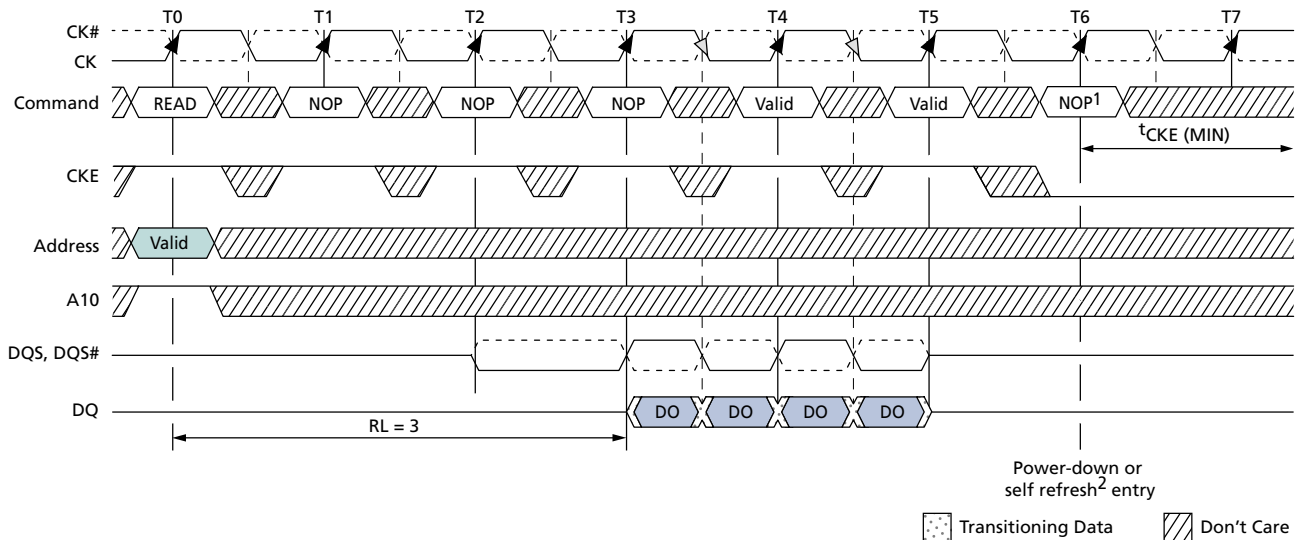 T0 T1 T2 T3 T4 T5 T6 T7
CK#
CK
Command READ NOP NOP NOP Valid Valid NOP1
tCKE (MIN)
CKE
Address Valid
A10
DQS, DQS#
DQ DO DO DO DO
RL = 3
Power-down or
self refresh2 entry
Transitioning Data Don't Care